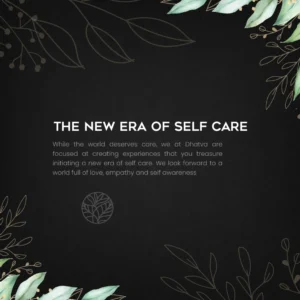 THE NEW ERA OF SELF CARE
While the world deserves care, we at Dhatva are
focused at creating experiences that you treasure
initiating a new era of self care. We look forward to a
world full of love, empathy and self awareness